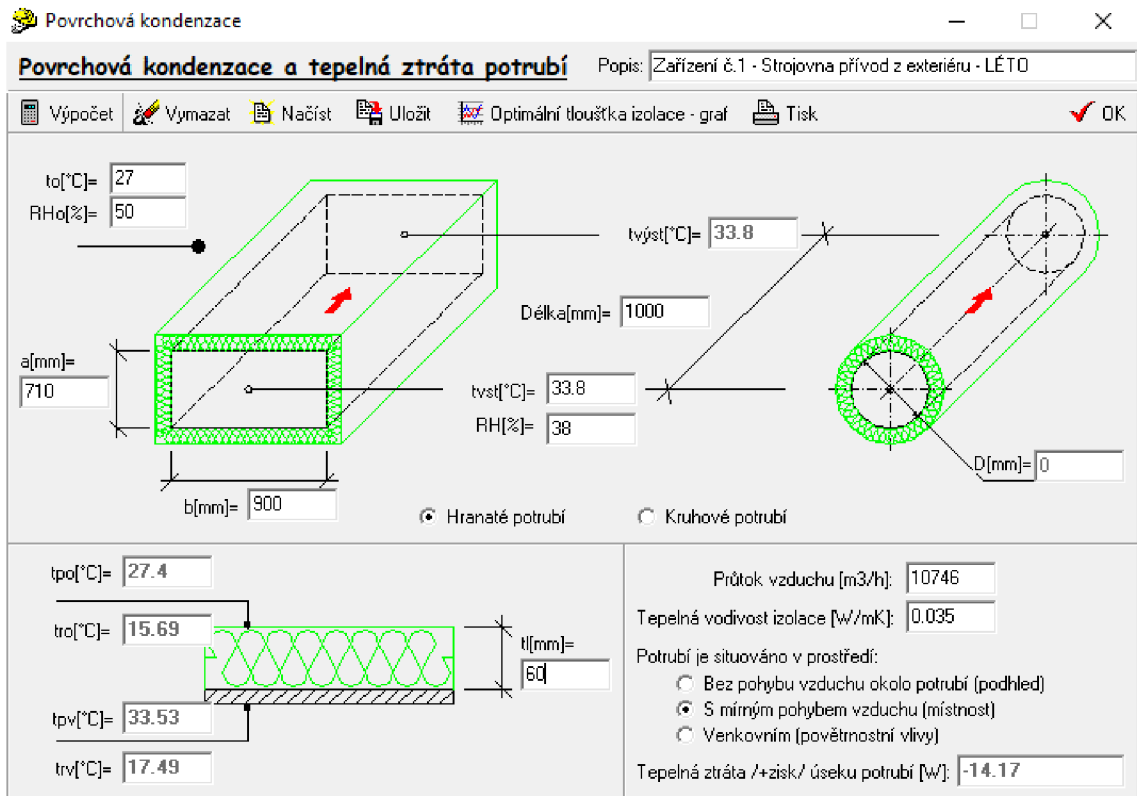 Povrchová kondenzace
Povrchová kondenzace a tepelná ztráta potrubí Popis: Zařízení č.1 - Strojovna přívod z exteriéru - LÉTO
Výpočet Vymazat Načíst Uložit Optimální tloušťka izolace - graf Tisk OK
to[°C]= 27
RHo[%]= 50
tvýst[°C]= 33.8
Délka[mm]= 1000
a[mm]=
710
tvst[°C]= 33.8
RH[%]= 38
D[mm]= 0
b[mm]= 900
Hranaté potrubí Kruhové potrubí
tpo[°C]= 27.4
tro[°C]= 15.69
tl[mm]=
60
tpv[°C]= 33.53
trv[°C]= 17.49
Průtok vzduchu [m3/h]: 10746
Tepelná vodivost izolace [W/mK]: 0.035
Potrubí je situováno v prostředí:
Bez pohybu vzduchu okolo potrubí (podhled)
S mírným pohybem vzduchu (místnost)
Venkovním (povětrnostní vlivy)
Tepelná ztráta /+zisk/ úseku potrubí [W]: -14.17